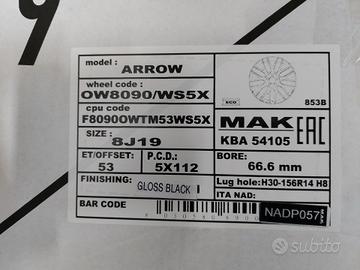 9
model :
ARROW
wheel code :
OW8090/WS5X
ECO
853B
cpu code
F8090OWTM53WS5X
MAK EAC
KBA 54105
SIZE :
8J19
ET/OFFSET:
53
P.C.D.:
5X112
BORE:
66.6 mm
FINISHING:
GLOSS BLACK
Lug hole:H30-156R14 H8
ITA NAD:
NADP057
BAR CODE
subito